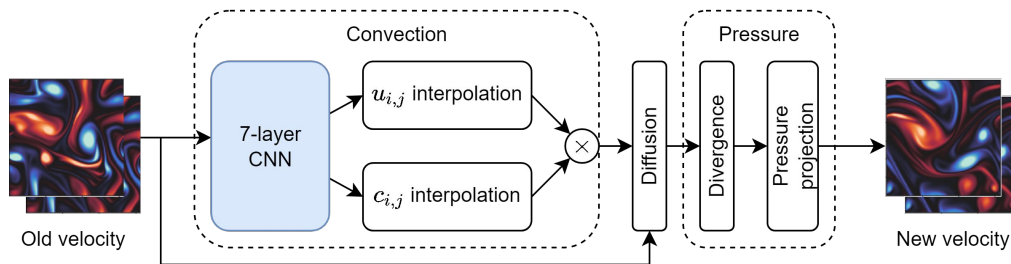 Convection
Pressure
7-layer
CNN
u_{i,j} interpolation
c_{i,j} interpolation
×
Diffusion
Divergence
Pressure
projection
Old velocity
New velocity